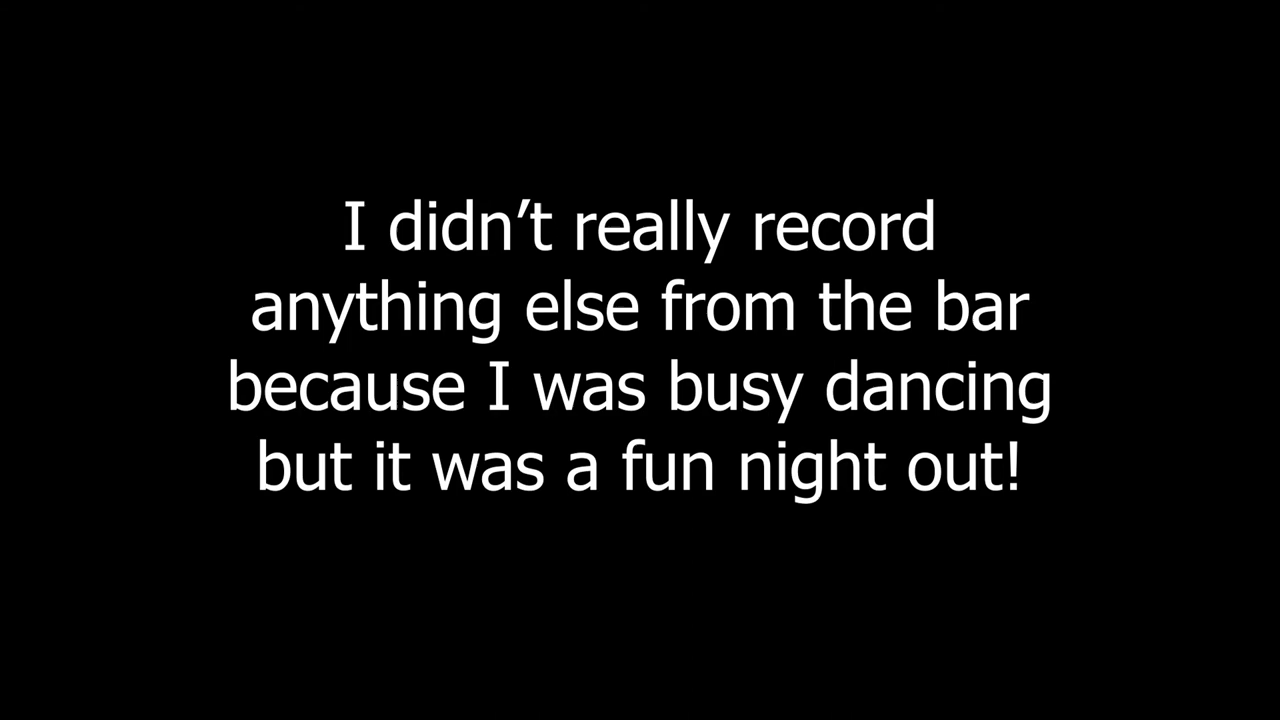 I didn’t really record
anything else from the bar
because I was busy dancing
but it was a fun night out!